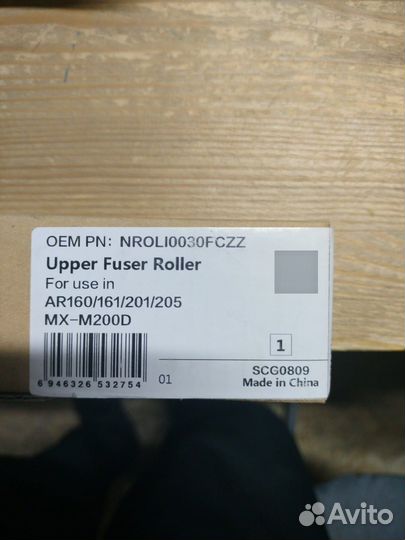 OEM PN: NROLI0030FCZZ
Upper Fuser Roller
For use in
AR160/161/201/205
MX-M200D
1
6 946326 532754
01
SCG0809
Made in China
Avito